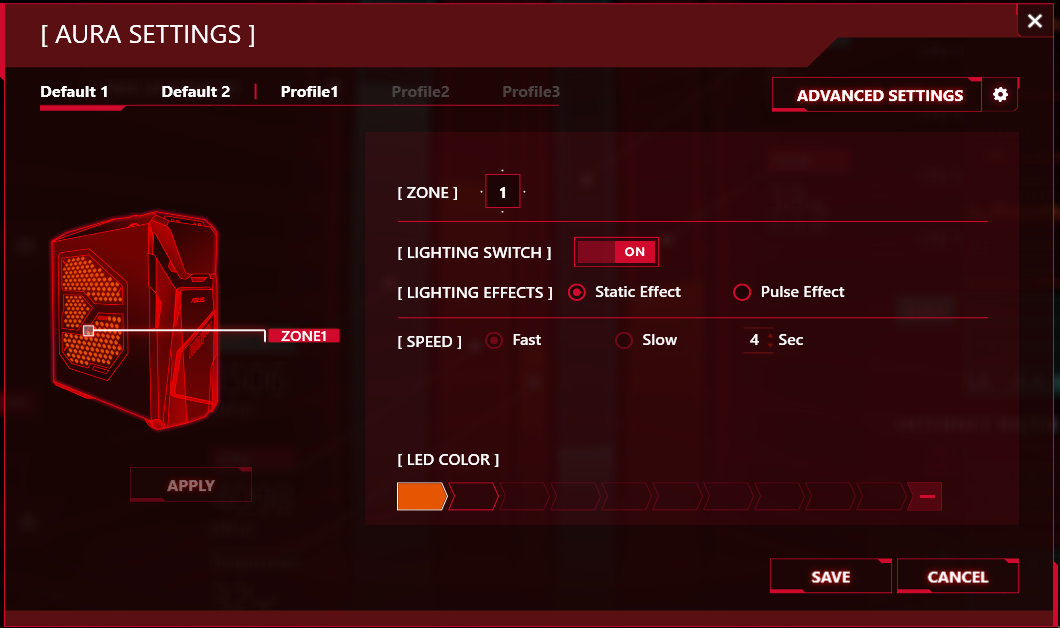 [ AURA SETTINGS ]
Default 1 Default 2 Profile1 Profile2 Profile3
ADVANCED SETTINGS
[ ZONE ] 1
[ LIGHTING SWITCH ] ON
[ LIGHTING EFFECTS ] Static Effect Pulse Effect
ZONE1
[ SPEED ] Fast Slow 4 Sec
[ LED COLOR ]
APPLY
SAVE CANCEL